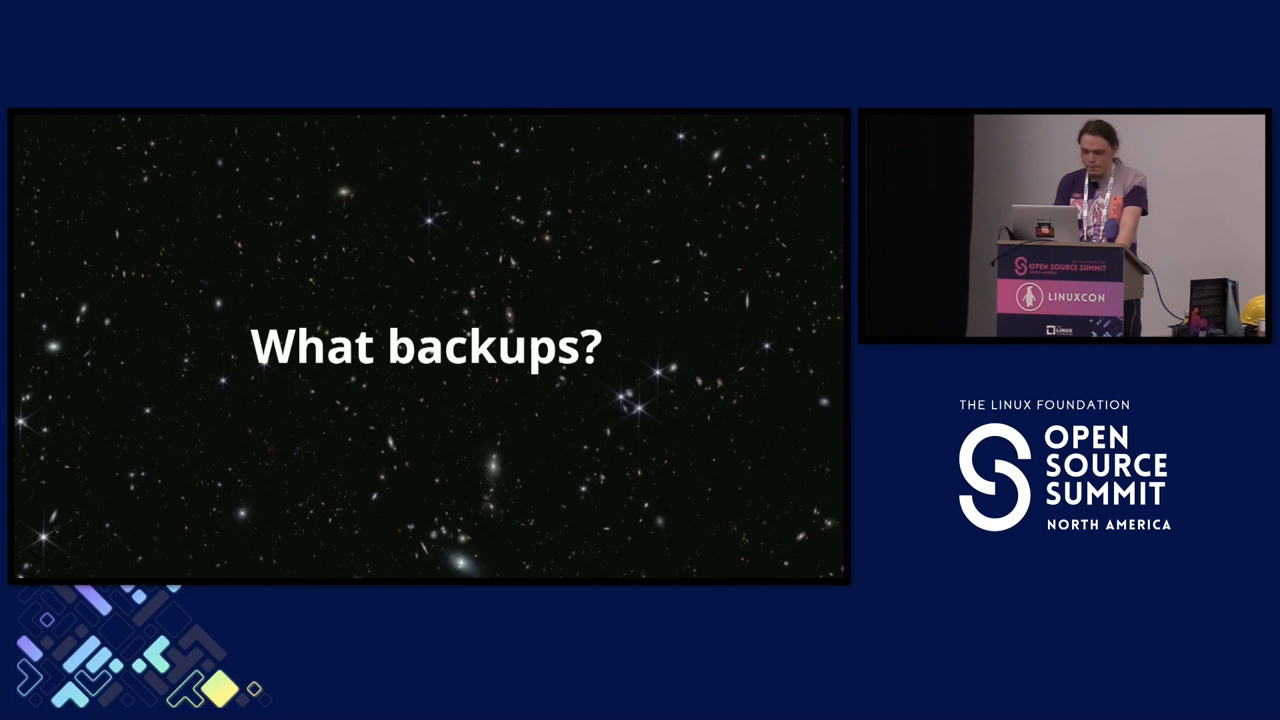 What backups?
OPEN SOURCE SUMMIT
LINUXCON
THE LINUX FOUNDATION
OPEN
SOURCE
SUMMIT
NORTH AMERICA